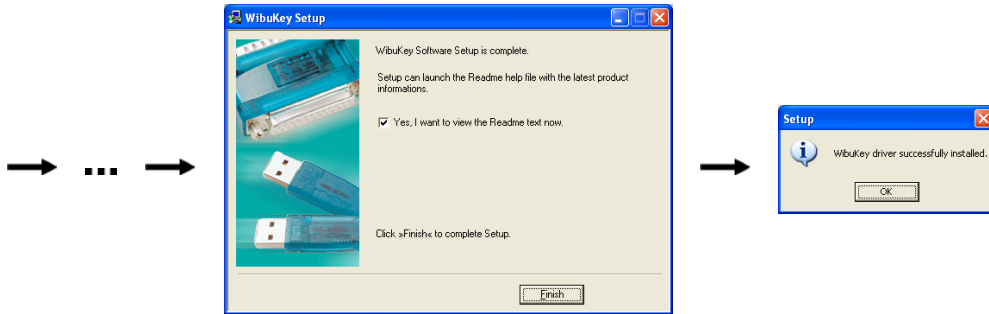 WibuKey Setup
WibuKey Software Setup is complete.
Setup can launch the Readme help file with the latest product
informations.
Yes, I want to view the Readme text now.
Click »Finish« to complete Setup.
Finish
...
Setup
WibuKey driver successfully installed.
OK